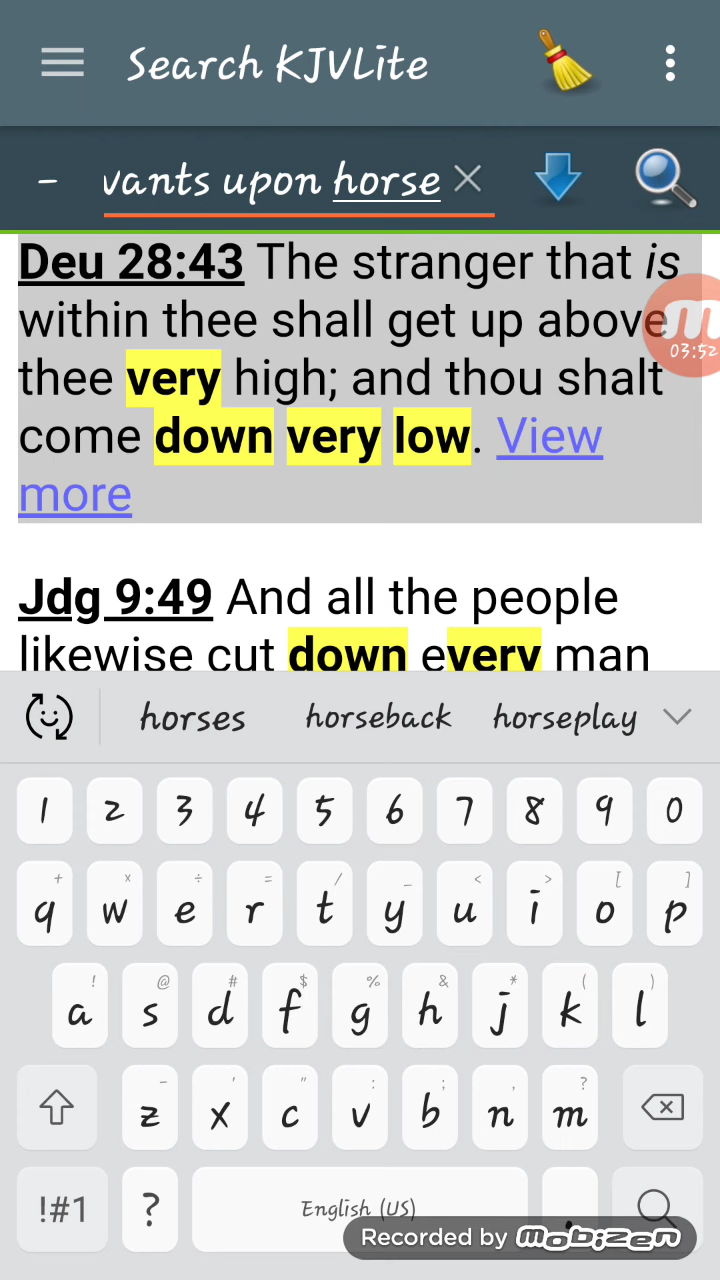 Search KJVLite
- vants upon horse
Deu 28:43 The stranger that is
within thee shall get up above
03:52
thee very high; and thou shalt
come down very low. View
more
Jdg 9:49 And all the people
likewise cut down every man
horses horseback horseplay
1 2 3 4 5 6 7 8 9 0
+ × ÷ = / _ < > [ ]
q w e r t y u i o p
! @ # $ % & * ( )
a s d f g h j k l
- ' " : ; , ?
z x c v b n m
!#1 ? English (US) .
Recorded by mobizen